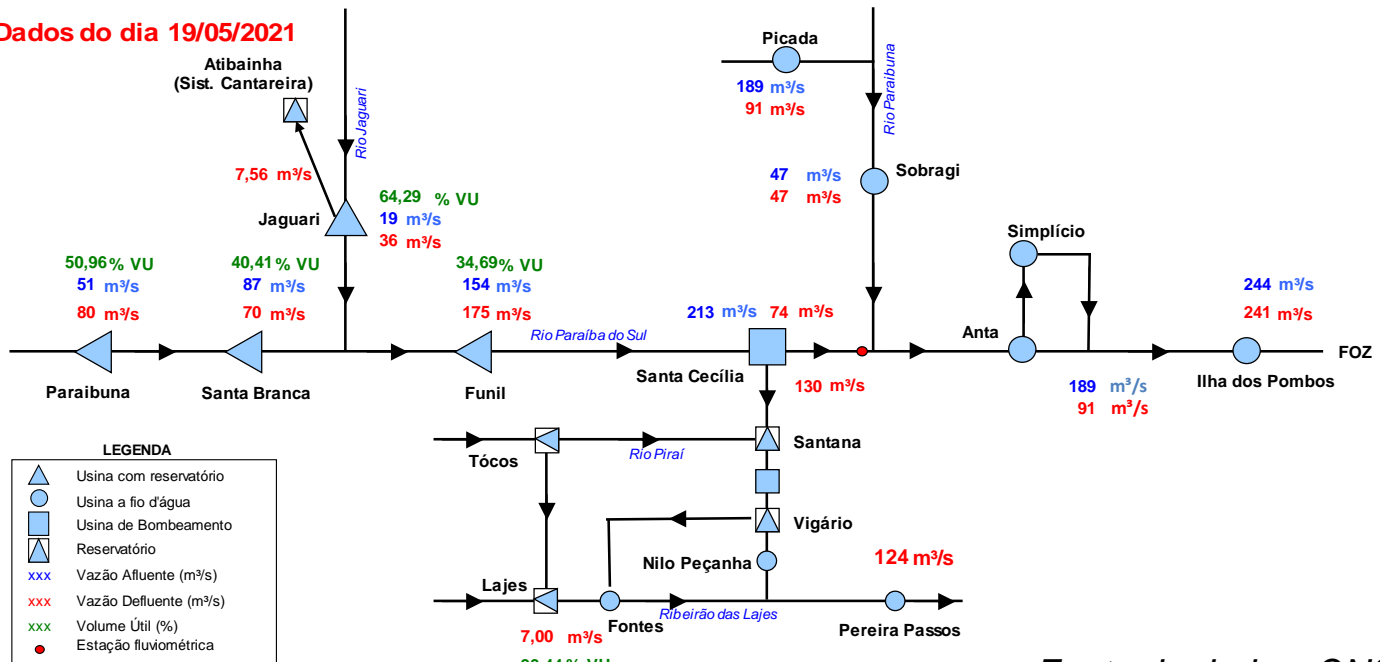 Dados do dia 19/05/2021
Atibainha
(Sist. Cantareira)
Rio Jaguari
7,56 m³/s
Jaguari
64,29 % VU
19 m³/s
36 m³/s
Picada
189 m³/s
91 m³/s
Rio Paraibuna
47 m³/s
47 m³/s
Sobragi
50,96% VU
51 m³/s
80 m³/s
Paraibuna
40,41% VU
87 m³/s
70 m³/s
Santa Branca
34,69% VU
154 m³/s
175 m³/s
Funil
Rio Paraíba do Sul
213 m³/s 74 m³/s
Santa Cecília
130 m³/s
Simplício
Anta
189 m³/s
91 m³/s
244 m³/s
241 m³/s
Ilha dos Pombos
FOZ
Tócos
Rio Piraí
Santana
Vigário
Nilo Peçanha
124 m³/s
Lajes
7,00 m³/s
Fontes
Ribeirão das Lajes
Pereira Passos
LEGENDA
Usina com reservatório
Usina a fio d'água
Usina de Bombeamento
Reservatório
xxx Vazão Afluente (m³/s)
xxx Vazão Defluente (m³/s)
xxx Volume Útil (%)
Estação fluviométrica